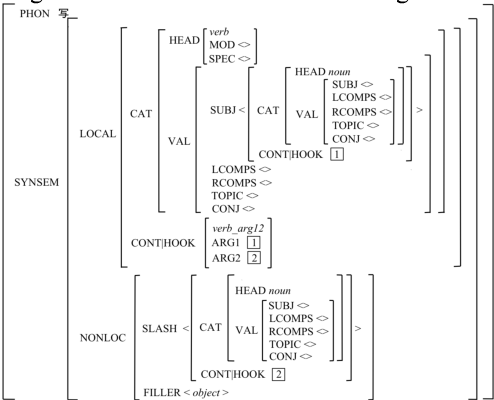 PHON 写
verb
HEAD MOD <>
SPEC <>
HEAD noun
SUBJ <>
LCOMPS <>
SUBJ < CAT VAL RCOMPS <> >
TOPIC <>
CONJ <>
CONT|HOOK 1
CAT VAL
LOCAL
LCOMPS <>
RCOMPS <>
TOPIC <>
CONJ <>
SYNSEM
verb_arg12
CONT|HOOK ARG1 1
ARG2 2
HEAD noun
SUBJ <>
LCOMPS <>
NONLOC SLASH < CAT VAL RCOMPS <> >
TOPIC <>
CONJ <>
CONT|HOOK 2
FILLER < object >